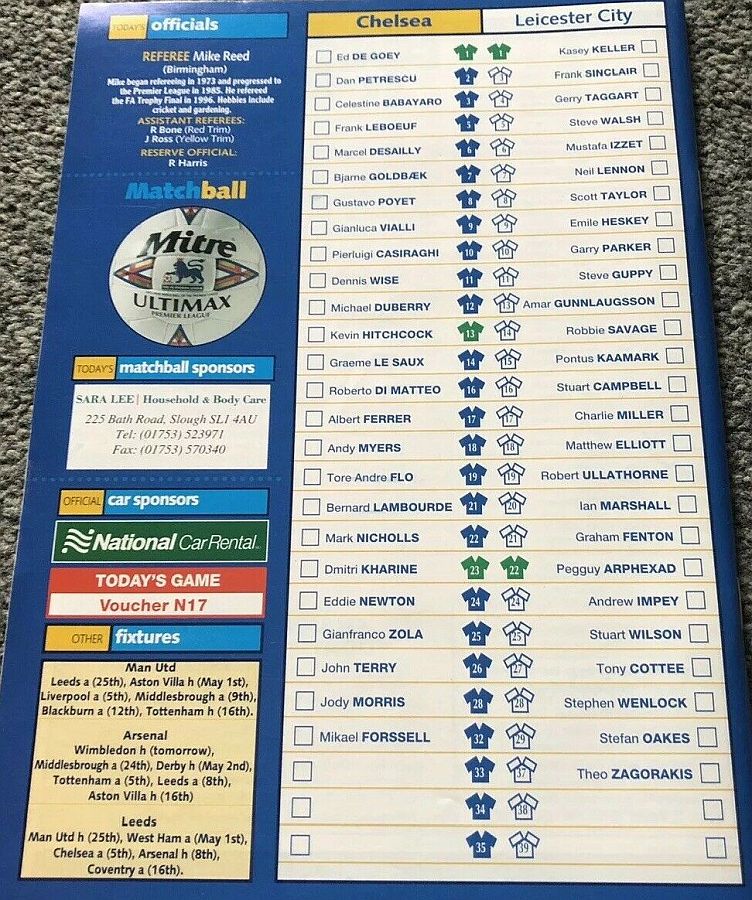 TODAY'S officials
REFEREE Mike Reed
(Birmingham)
Mike began refereeing in 1973 and progressed to
the Premier League in 1985. He refereed
the FA Trophy Final in 1996. Hobbies include
cricket and gardening.
ASSISTANT REFEREES:
R Bone (Red Trim)
J Ross (Yellow Trim)
RESERVE OFFICIAL:
R Harris
Matchball
Mitre
ULTIMAX
PREMIER LEAGUE
TODAY'S matchball sponsors
SARA LEE | Household & Body Care
225 Bath Road, Slough SL1 4AU
Tel: (01753) 523971
Fax: (01753) 570340
OFFICIAL car sponsors
National Car Rental
TODAY'S GAME
Voucher N17
OTHER fixtures
Man Utd
Leeds a (25th), Aston Villa h (May 1st),
Liverpool a (5th), Middlesbrough a (9th),
Blackburn a (12th), Tottenham h (16th).
Arsenal
Wimbledon h (tomorrow),
Middlesbrough a (24th), Derby h (May 2nd),
Tottenham a (5th), Leeds a (8th),
Aston Villa h (16th)
Leeds
Man Utd h (25th), West Ham a (May 1st),
Chelsea a (5th), Arsenal h (8th),
Coventry a (16th).
Chelsea Leicester City
Ed DE GOEY 1 1 Kasey KELLER
Dan PETRESCU 2 3 Frank SINCLAIR
Celestine BABAYARO 3 4 Gerry TAGGART
Frank LEBOEUF 5 5 Steve WALSH
Marcel DESAILLY 6 6 Mustafa IZZET
Bjarne GOLDBÆK 7 7 Neil LENNON
Gustavo POYET 8 8 Scott TAYLOR
Gianluca VIALLI 9 9 Emile HESKEY
Pierluigi CASIRAGHI 10 10 Garry PARKER
Dennis WISE 11 11 Steve GUPPY
Michael DUBERRY 12 13 Arnar GUNNLAUGSSON
Kevin HITCHCOCK 13 14 Robbie SAVAGE
Graeme LE SAUX 14 15 Pontus KAAMARK
Roberto DI MATTEO 16 16 Stuart CAMPBELL
Albert FERRER 17 17 Charlie MILLER
Andy MYERS 18 18 Matthew ELLIOTT
Tore Andre FLO 19 19 Robert ULLATHORNE
Bernard LAMBOURDE 21 20 Ian MARSHALL
Mark NICHOLLS 22 21 Graham FENTON
Dmitri KHARINE 23 22 Pegguy ARPHEXAD
Eddie NEWTON 24 24 Andrew IMPEY
Gianfranco ZOLA 25 25 Stuart WILSON
John TERRY 26 27 Tony COTTEE
Jody MORRIS 28 28 Stephen WENLOCK
Mikael FORSSELL 32 29 Stefan OAKES
33 37 Theo ZAGORAKIS
34 38
35 39